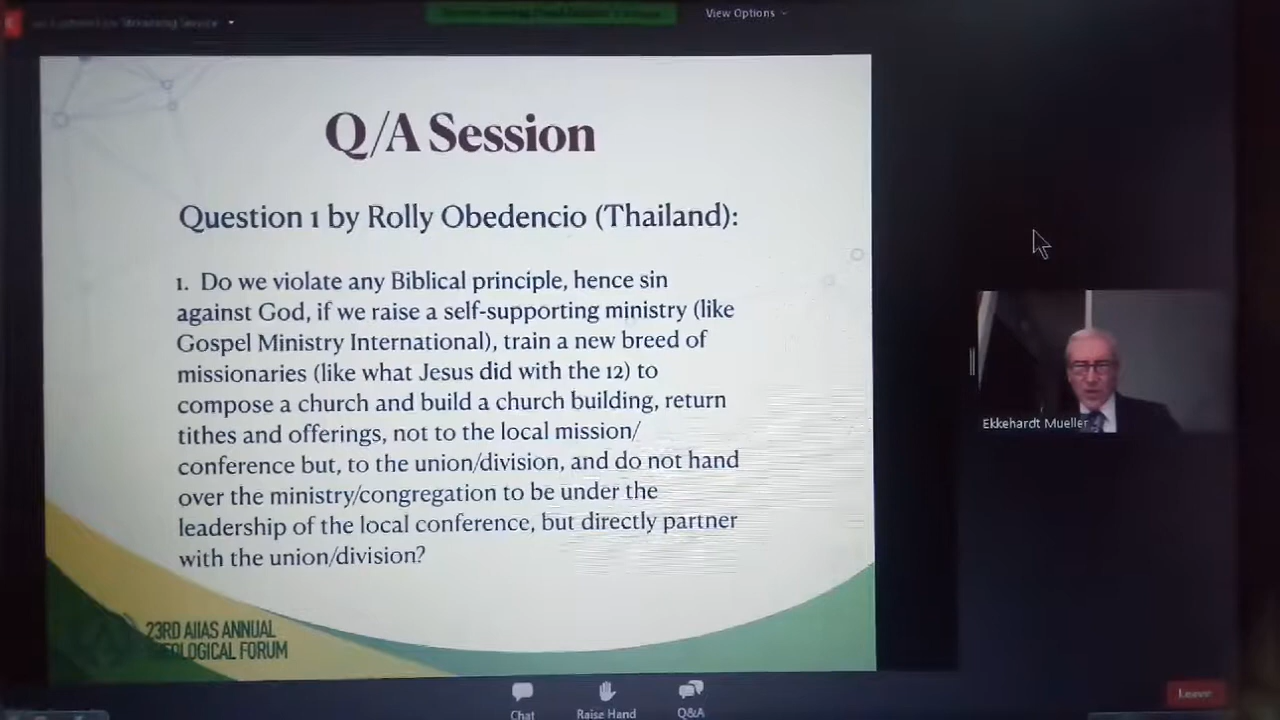 Streaming Service
View Options
Q/A Session
Question 1 by Rolly Obedencio (Thailand):
1. Do we violate any Biblical principle, hence sin
against God, if we raise a self-supporting ministry (like
Gospel Ministry International), train a new breed of
missionaries (like what Jesus did with the 12) to
compose a church and build a church building, return
tithes and offerings, not to the local mission/
conference but, to the union/division, and do not hand
over the ministry/congregation to be under the
leadership of the local conference, but directly partner
with the union/division?
Ekkehardt Mueller
23RD AIIAS ANNUAL
THEOLOGICAL FORUM
Chat
Raise Hand
Q&A
Leave